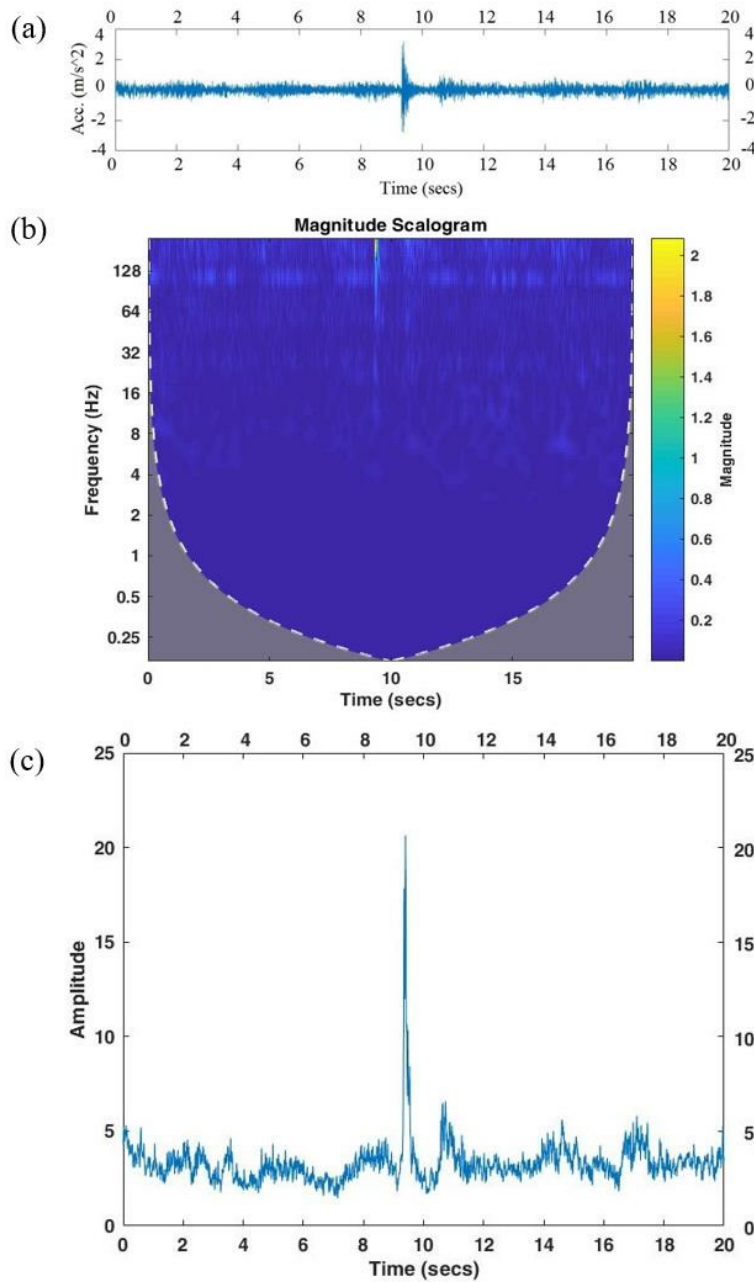 (a)
0 2 4 6 8 10 12 14 16 18 20
4 4
2 2
0 0
-2 -2
-4 -4
Acc. (m/s^2)
0 2 4 6 8 10 12 14 16 18 20
Time (secs)
(b)
Magnitude Scalogram
128
64
32
16
8
4
2
1
0.5
0.25
Frequency (Hz)
0 5 10 15
Time (secs)
2
1.8
1.6
1.4
1.2
1
0.8
0.6
0.4
0.2
Magnitude
(c)
0 2 4 6 8 10 12 14 16 18 20
25 25
20 20
15 15
10 10
5 5
0 0
Amplitude
0 2 4 6 8 10 12 14 16 18 20
Time (secs)